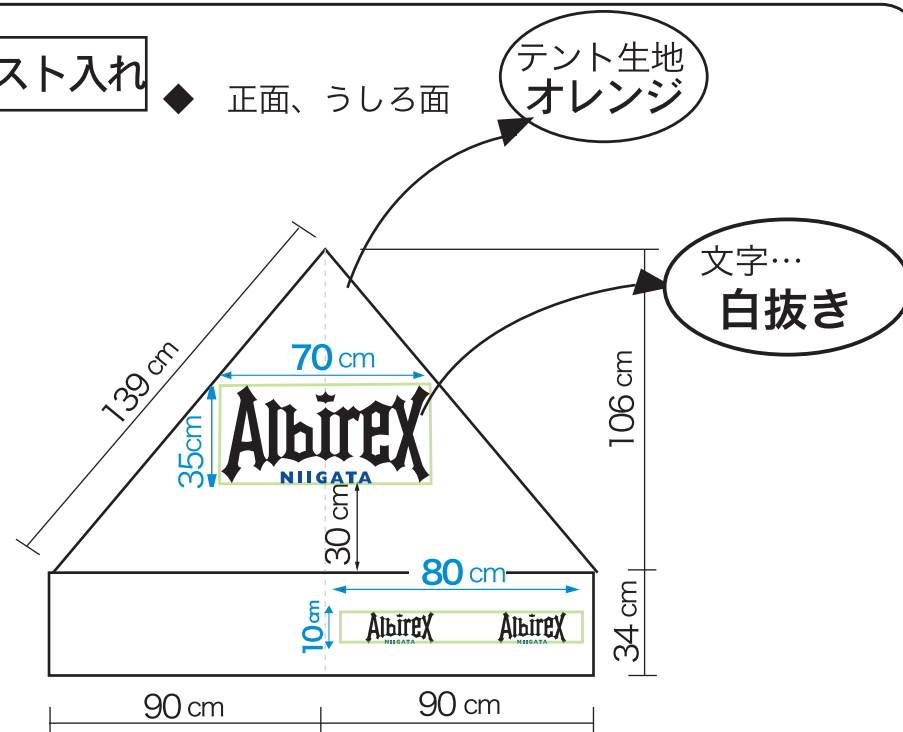 スト入れ
◆ 正面、うしろ面
テント生地
オレンジ
文字…
白抜き
139 cm
70 cm
35cm
Albirex
NIIGATA
30 cm
106 cm
80 cm
10cm
Albirex
NIIGATA
Albirex
NIIGATA
34 cm
90 cm
90 cm